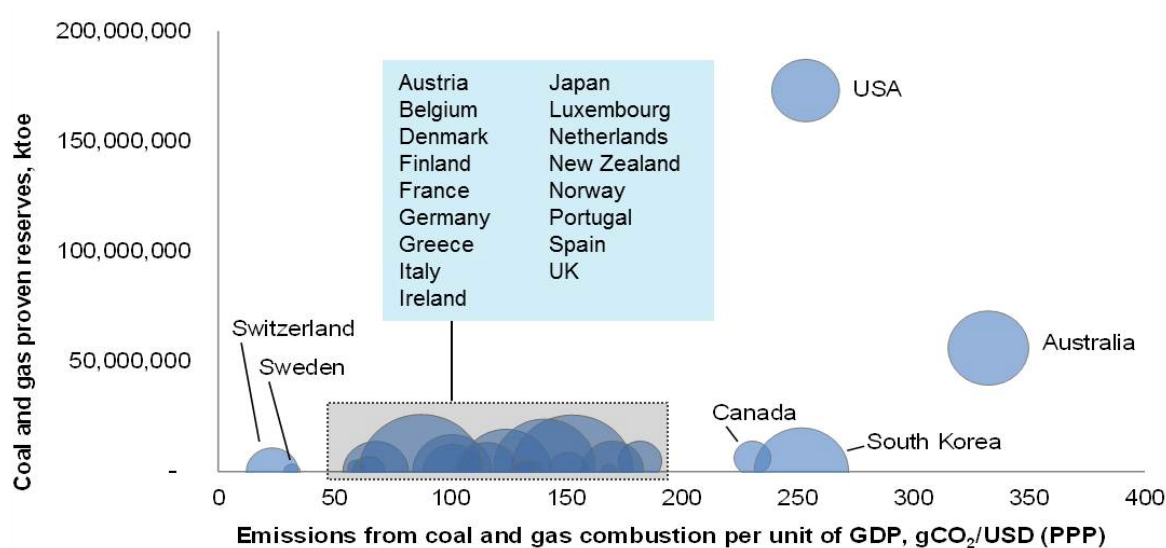 Coal and gas proven reserves, ktoe
200,000,000
150,000,000
100,000,000
50,000,000
-
Austria
Belgium
Denmark
Finland
France
Germany
Greece
Italy
Ireland
Japan
Luxembourg
Netherlands
New Zealand
Norway
Portugal
Spain
UK
USA
Australia
Switzerland
Sweden
Canada
South Korea
0 50 100 150 200 250 300 350 400
Emissions from coal and gas combustion per unit of GDP, gCO₂/USD (PPP)